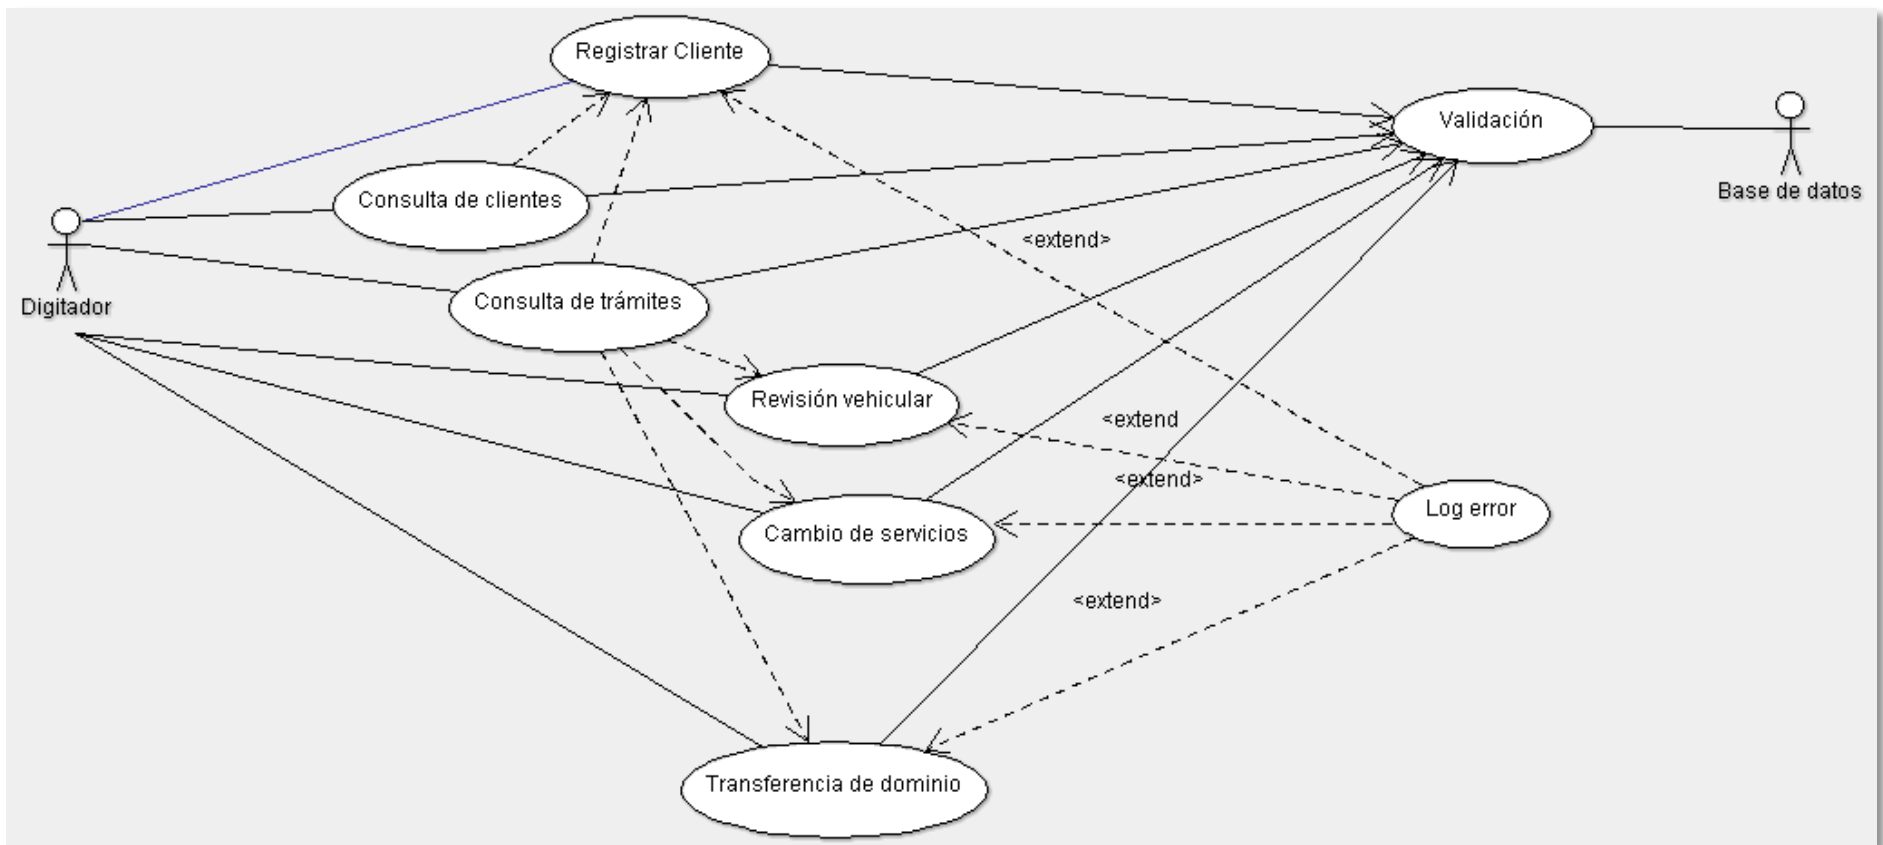 Registrar Cliente
Validación
Base de datos
Consulta de clientes
<extend>
Digitador
Consulta de trámites
Revisión vehicular
<extend
<extend>
Log error
Cambio de servicios
<extend>
Transferencia de dominio